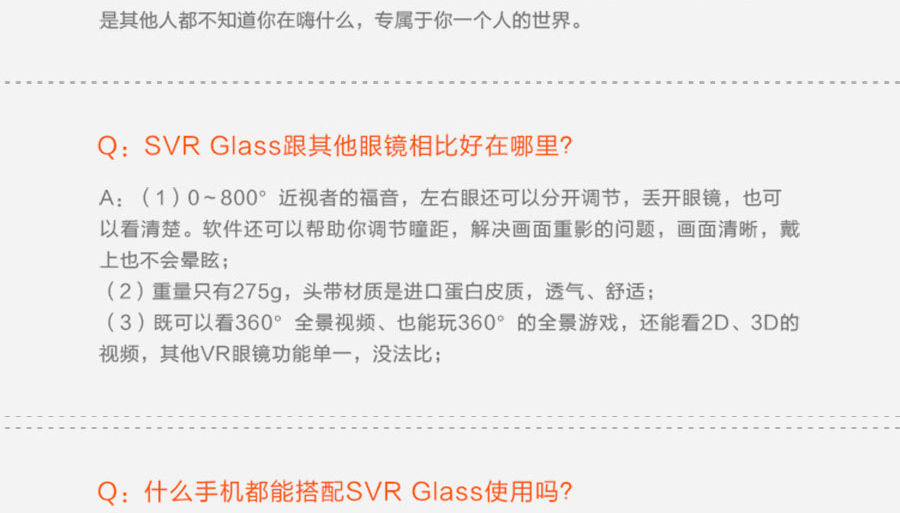 是其他人都不知道你在嗨什么，专属于你一个人的世界。
Q：SVR Glass跟其他眼镜相比好在哪里？
A：（1）0～800°近视者的福音，左右眼还可以分开调节，丢开眼镜，也可
以看清楚。软件还可以帮助你调节瞳距，解决画面重影的问题，画面清晰，戴
上也不会晕眩；
（2）重量只有275g，头带材质是进口蛋白皮质，透气、舒适；
（3）既可以看360°全景视频、也能玩360°的全景游戏，还能看2D、3D的
视频，其他VR眼镜功能单一，没法比；
Q：什么手机都能搭配SVR Glass使用吗？